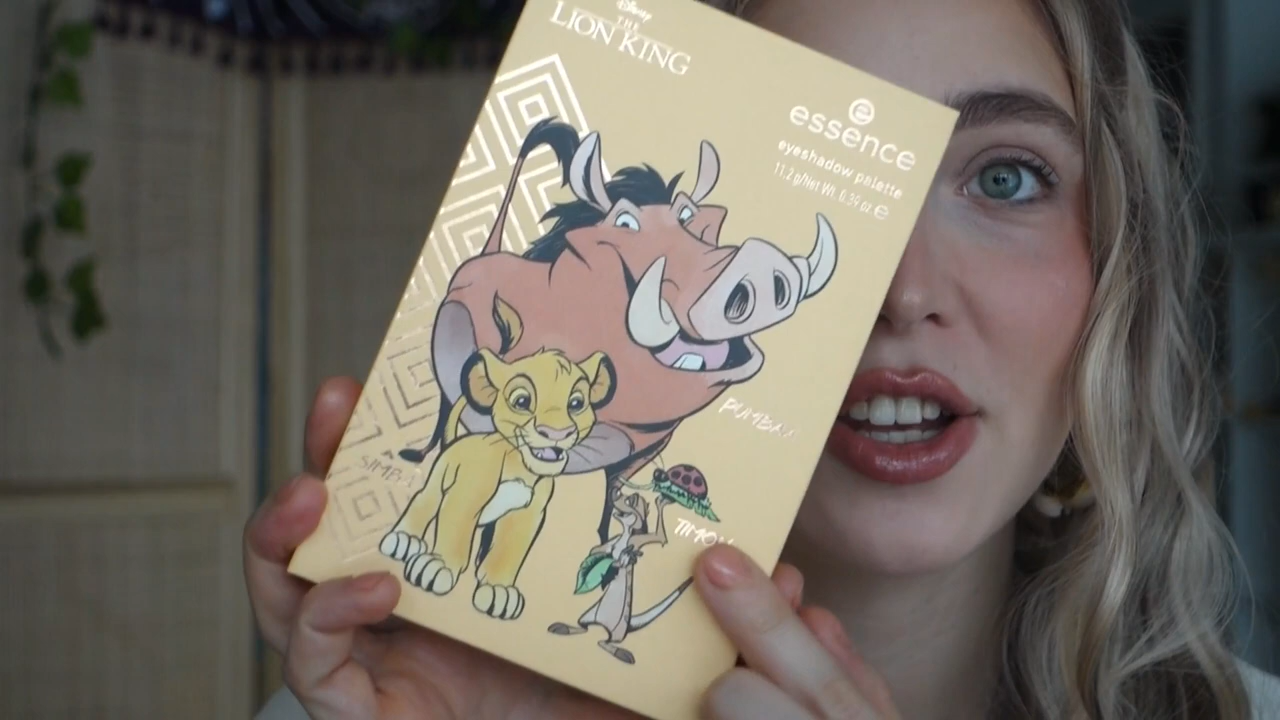 Disney
THE
LION KING
essence
eyeshadow palette
11,2 g/Net Wt. 0.39 oz. e
PUMBAA
SIMBA
TIMON